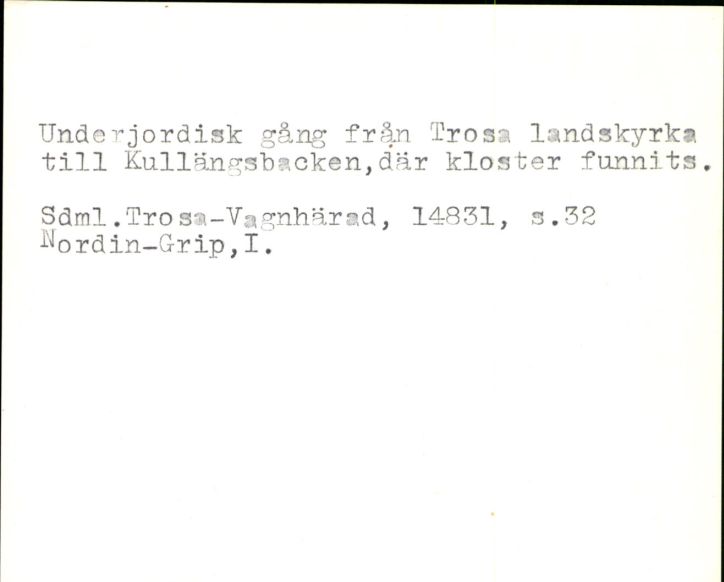 Underjordisk gång från Trosa landskyrka
till Kullängsbacken,där kloster funnits.
Sdml.Trosa-Vagnhärad, 14831, s.32
Nordin-Grip,I.